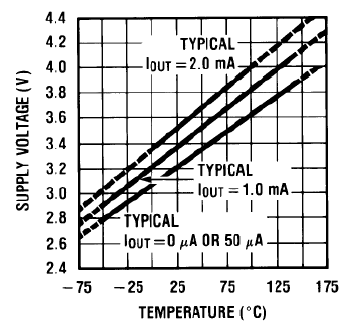 4.4
4.2
4.0
3.8
3.6
3.4
3.2
3.0
2.8
2.6
2.4
SUPPLY VOLTAGE (V)
TYPICAL
IOUT = 2.0 mA
TYPICAL
IOUT = 1.0 mA
TYPICAL
IOUT = 0 µA OR 50 µA
−75 −25 25 75 125 175
TEMPERATURE (°C)